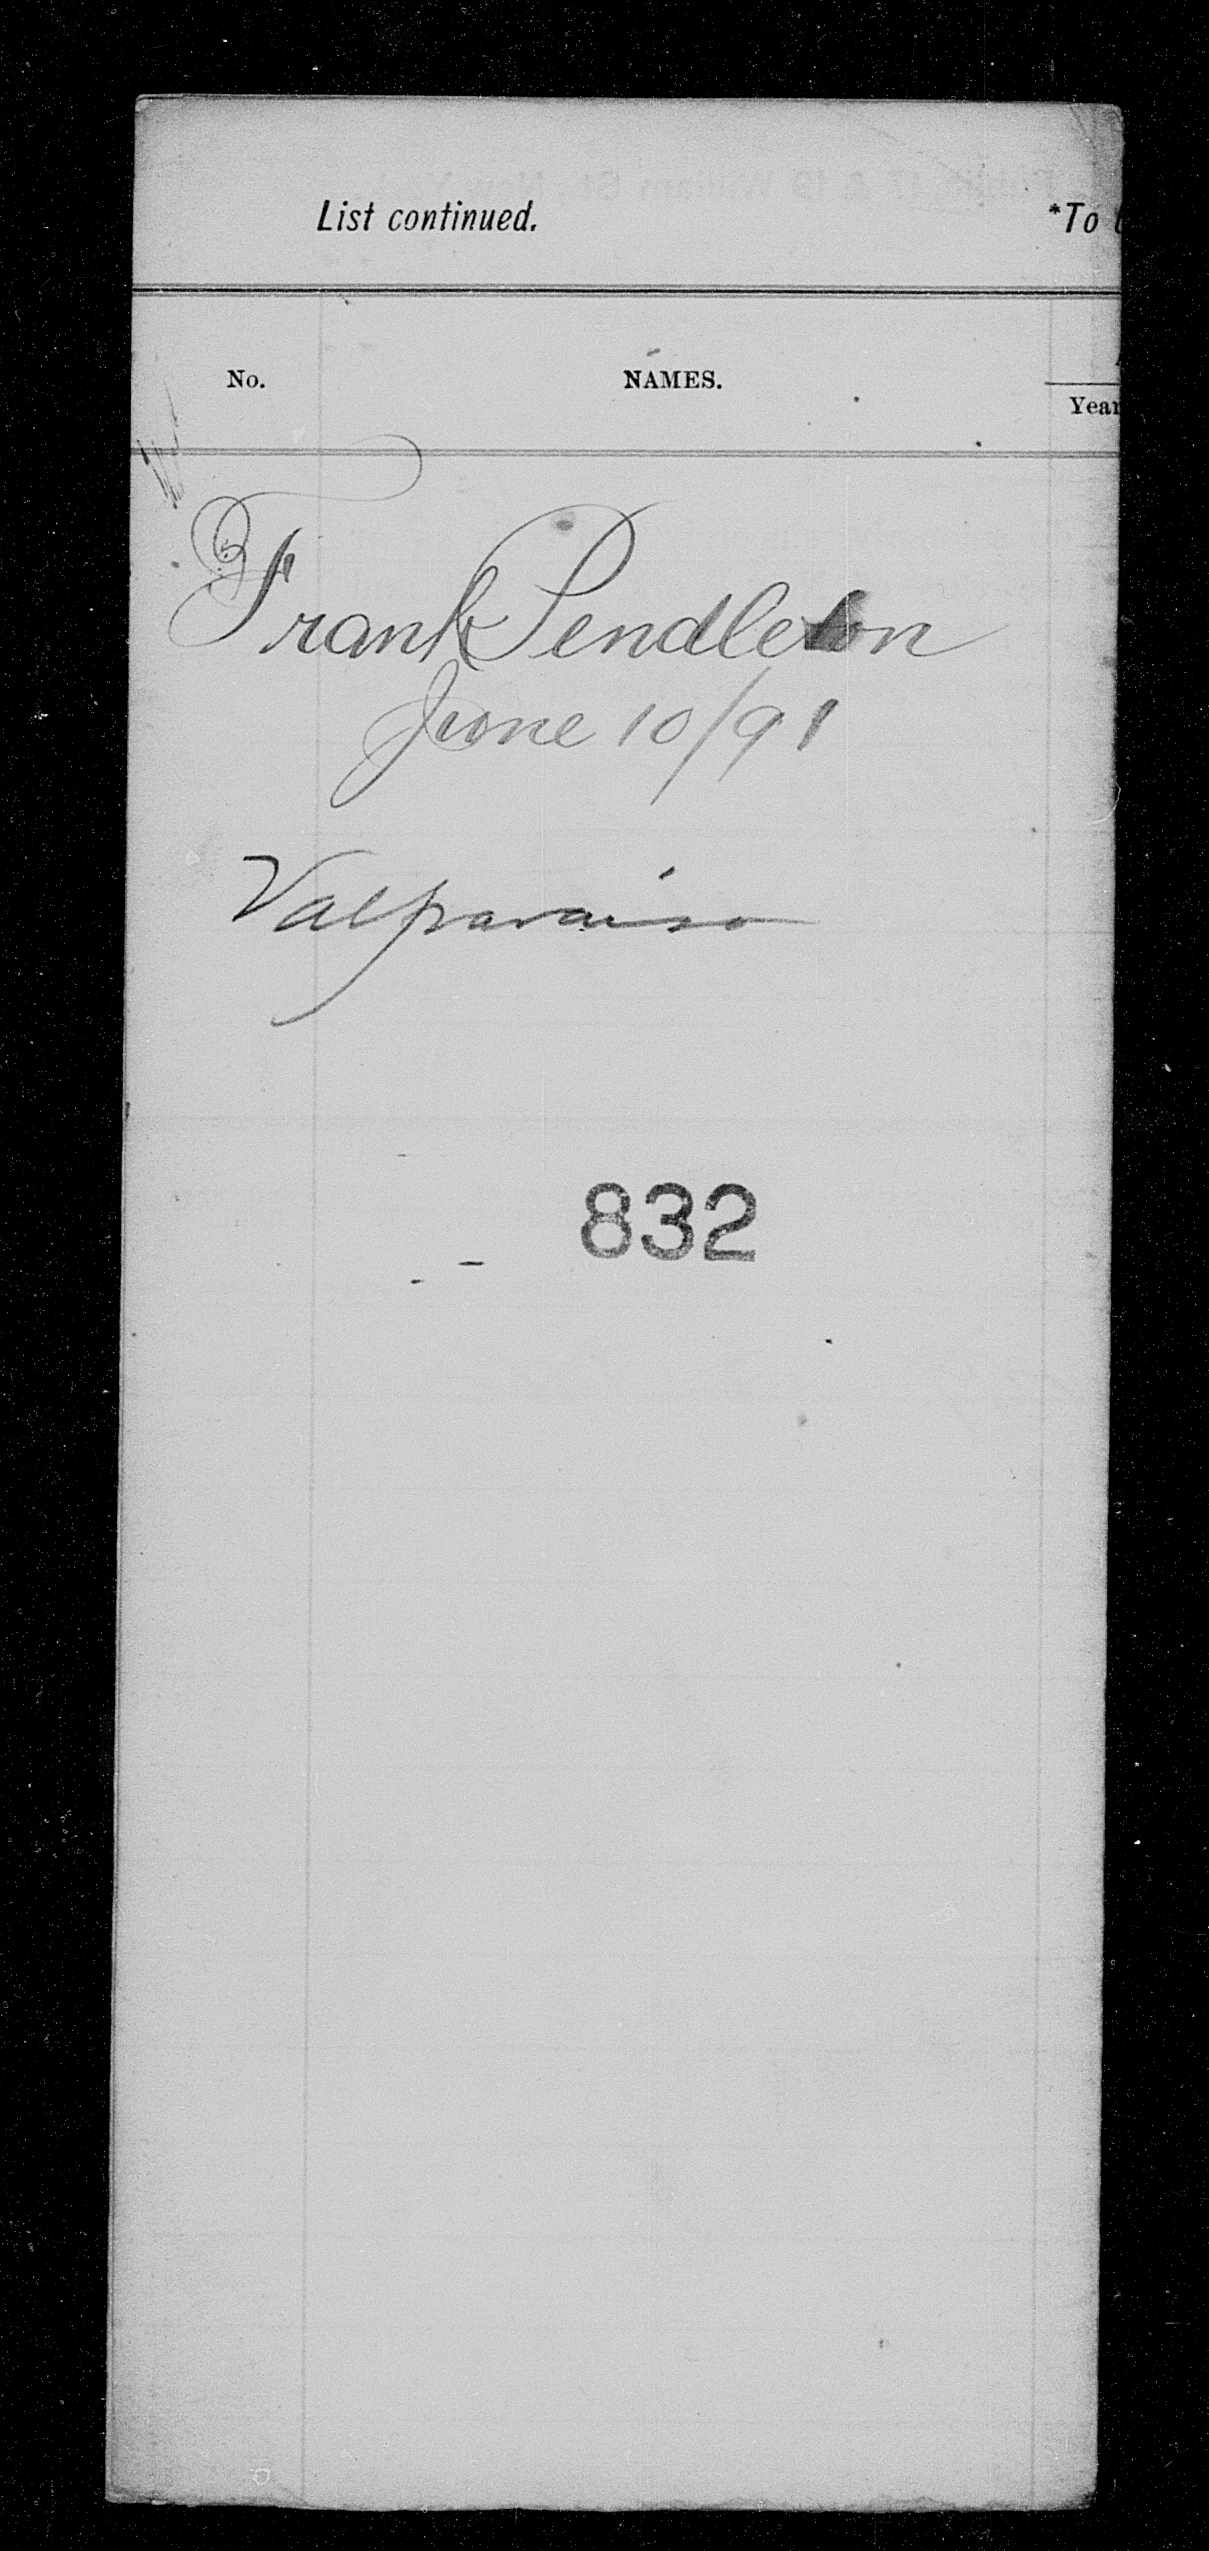 List continued. *To
No. NAMES. Year
Frank Pendleton
June 10/91
Valparaiso
832